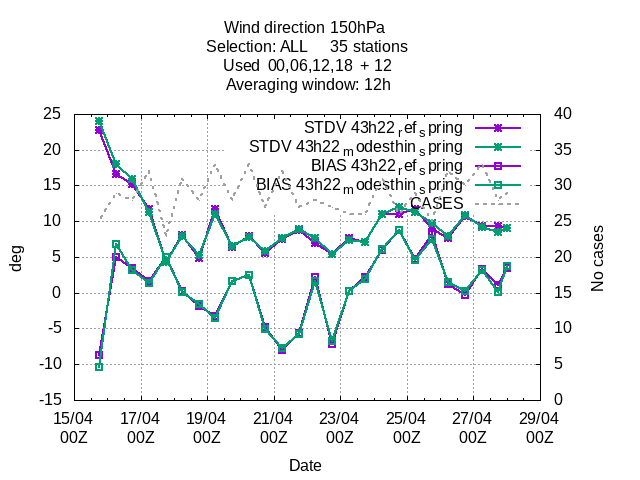 Wind direction 150hPa
Selection: ALL 35 stations
Used 00,06,12,18 + 12
Averaging window: 12h
25 40
STDV 43h22_ref_spring
20 35
STDV 43h22_modesthin_spring
BIAS 43h22_ref_spring
15 30
BIAS 43h22_modesthin_spring
CASES
10 25
5 20
deg
No cases
0 15
-5 10
-10 5
-15 0
15/04 17/04 19/04 21/04 23/04 25/04 27/04 29/04
00Z 00Z 00Z 00Z 00Z 00Z 00Z 00Z
Date